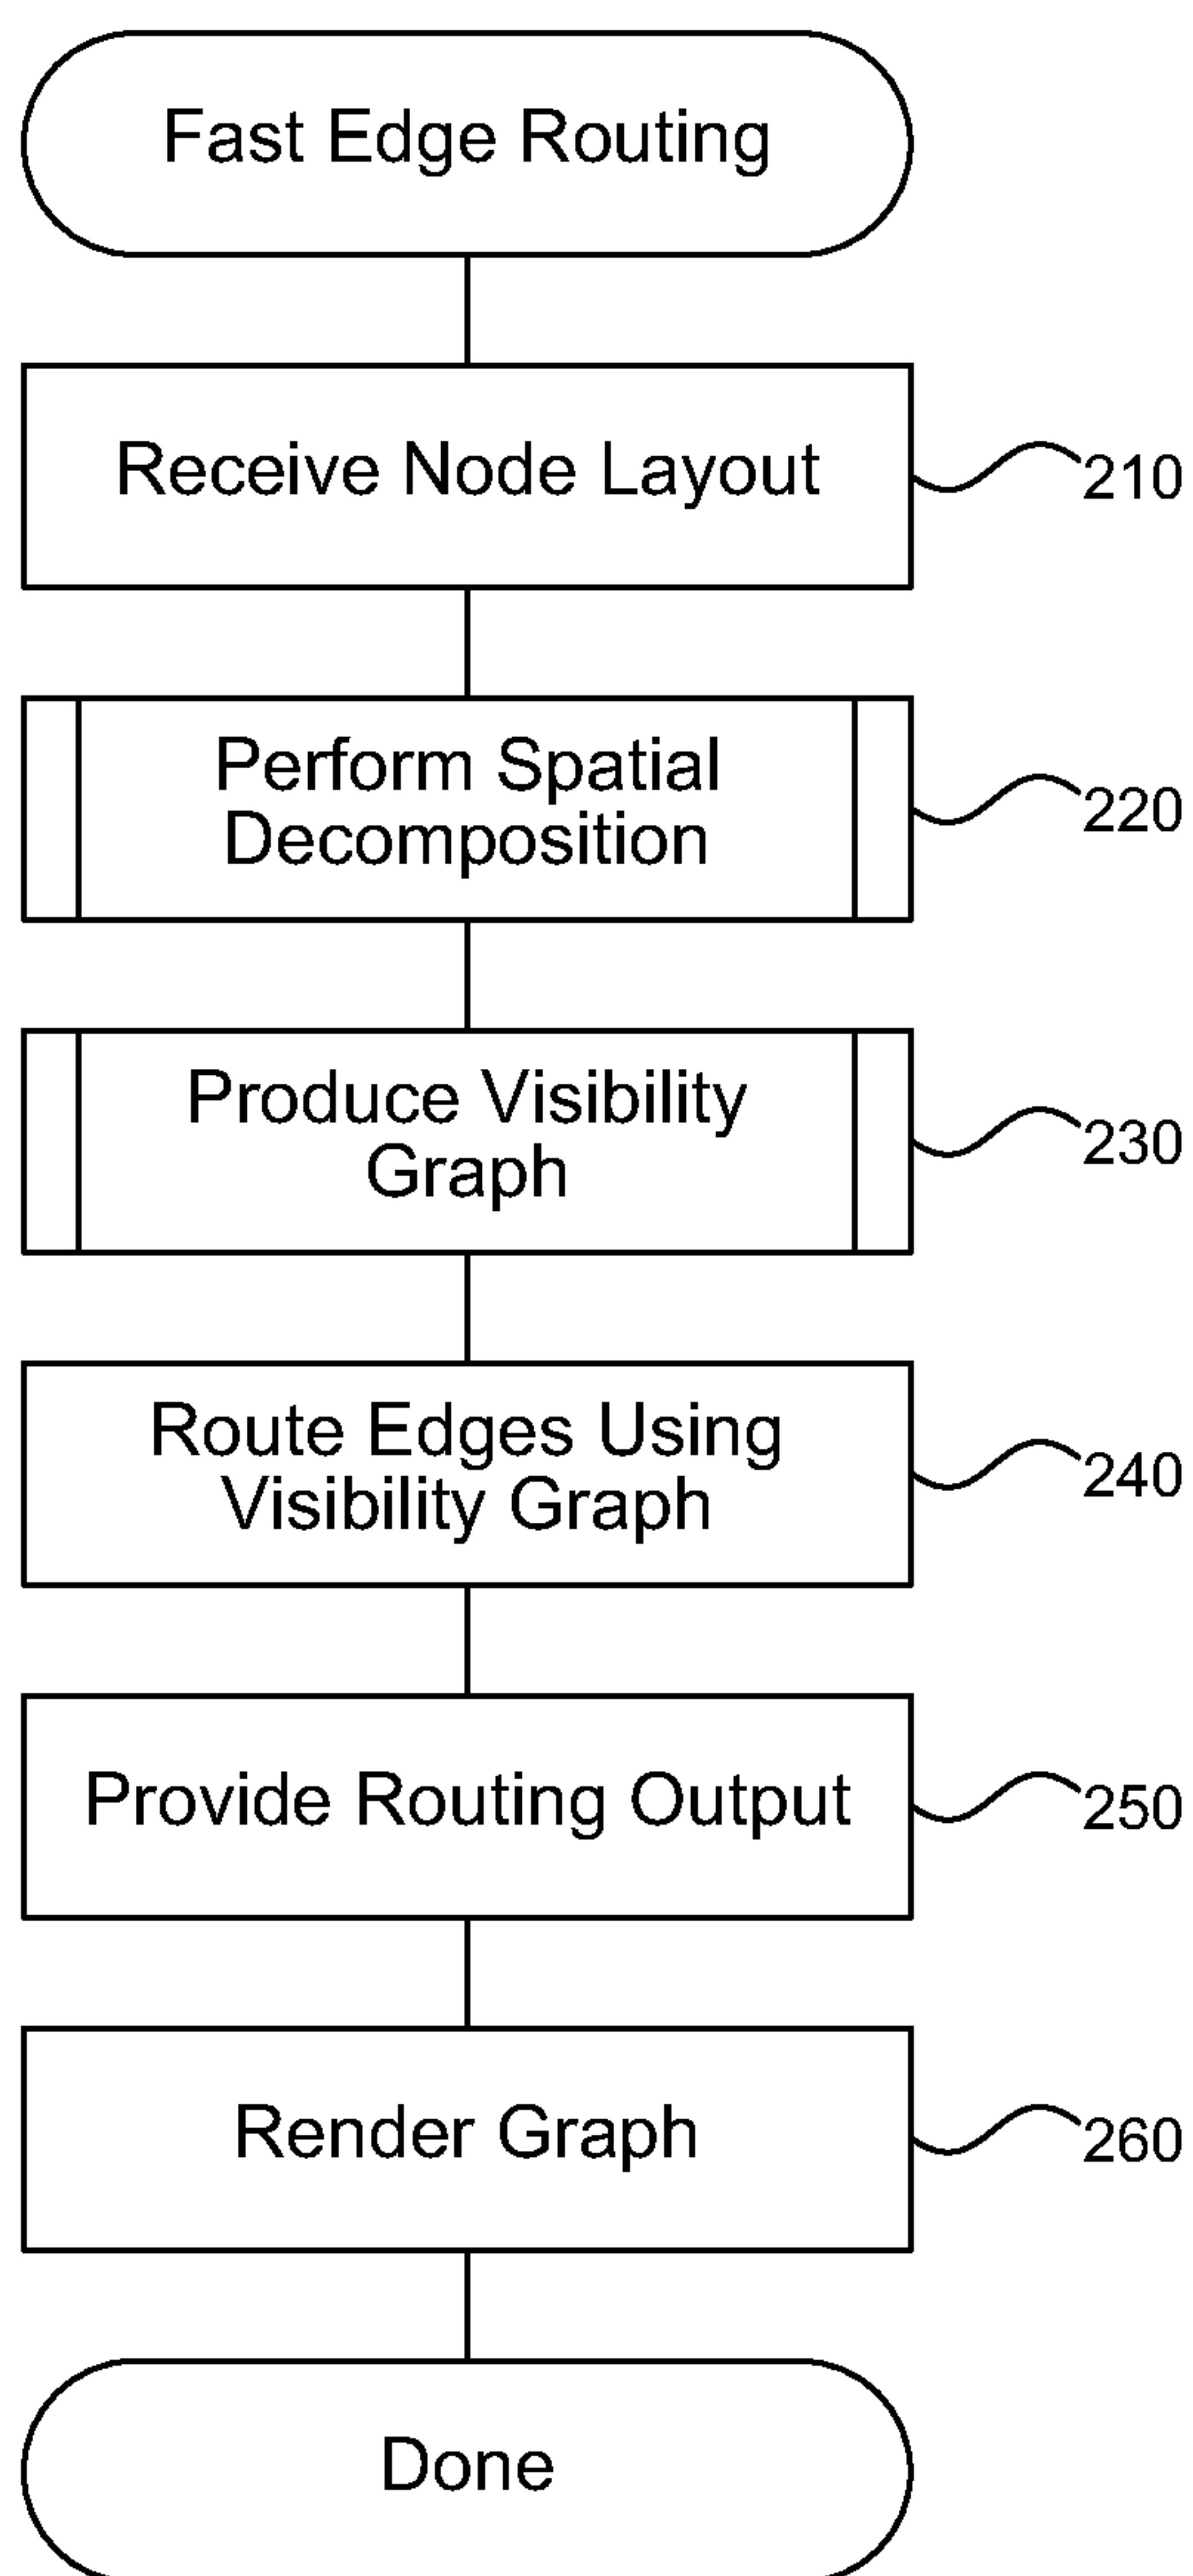 Fast Edge Routing
Receive Node Layout
210
Perform Spatial
Decomposition
220
Produce Visibility
Graph
230
Route Edges Using
Visibility Graph
240
Provide Routing Output
250
Render Graph
260
Done